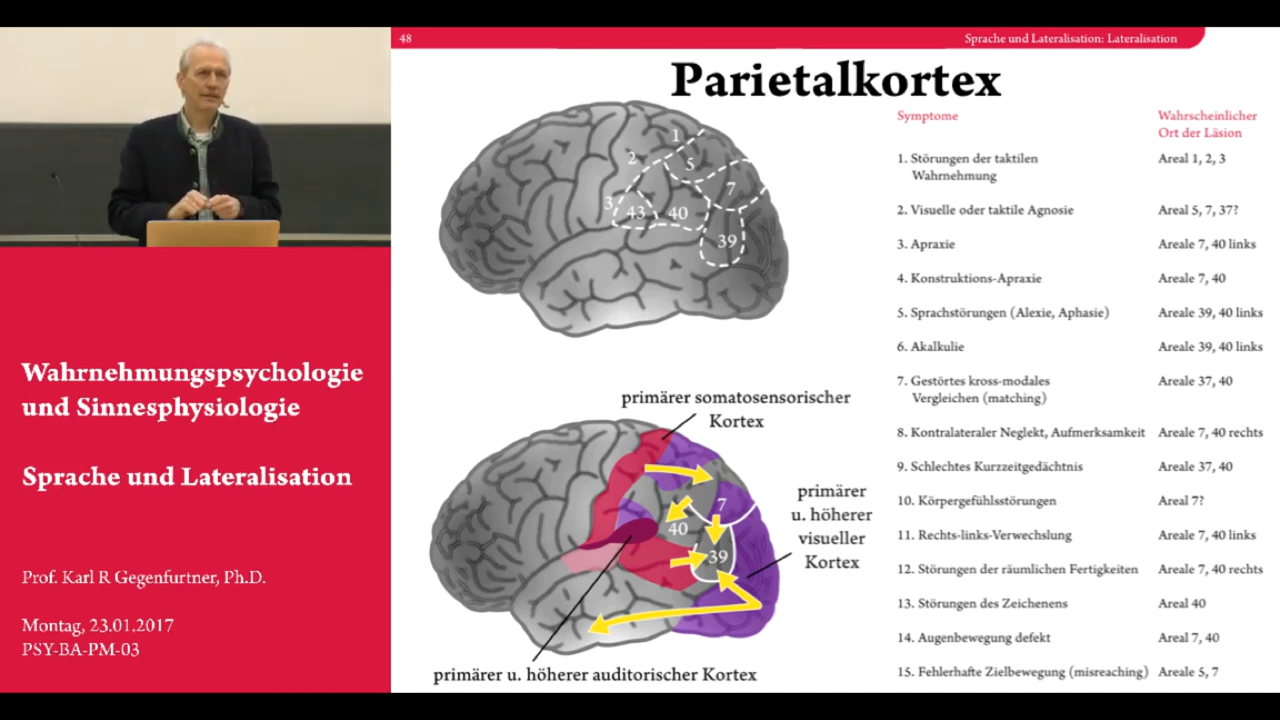 Wahrnehmungspsychologie
und Sinnesphysiologie
Sprache und Lateralisation
Prof. Karl R Gegenfurtner, Ph.D.
Montag, 23.01.2017
PSY-BA-PM-03
48
Sprache und Lateralisation: Lateralisation
Parietalkortex
1
2
5
7
3
43
40
39
primärer somatosensorischer
Kortex
primärer
u. höherer
visueller
Kortex
7
40
39
primärer u. höherer auditorischer Kortex
Symptome
Wahrscheinlicher
Ort der Läsion
1. Störungen der taktilen Areal 1, 2, 3
Wahrnehmung
2. Visuelle oder taktile Agnosie Areal 5, 7, 37?
3. Apraxie Areale 7, 40 links
4. Konstruktions-Apraxie Areale 7, 40
5. Sprachstörungen (Alexie, Aphasie) Areale 39, 40 links
6. Akalkulie Areale 39, 40 links
7. Gestörtes kross-modales Areale 37, 40
Vergleichen (matching)
8. Kontralateraler Neglekt, Aufmerksamkeit Areale 7, 40 rechts
9. Schlechtes Kurzzeitgedächtnis Areale 37, 40
10. Körpergefühlsstörungen Areal 7?
11. Rechts-links-Verwechslung Areale 7, 40 links
12. Störungen der räumlichen Fertigkeiten Areale 7, 40 rechts
13. Störungen des Zeichenens Areal 40
14. Augenbewegung defekt Areal 7, 40
15. Fehlerhafte Zielbewegung (misreaching) Areale 5, 7